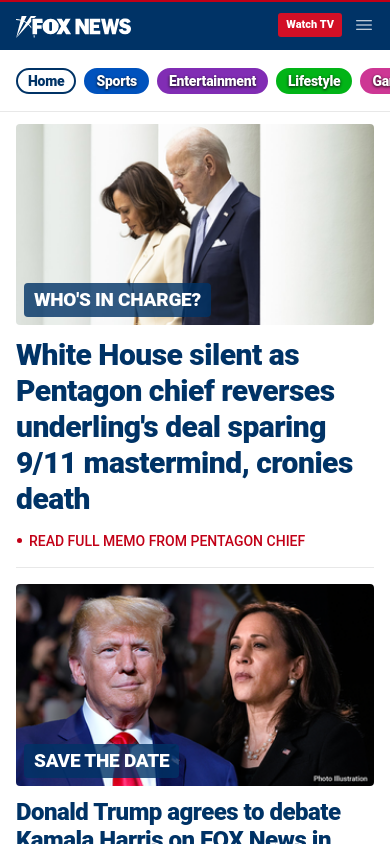 FOX NEWS
Watch TV
Home
Sports
Entertainment
Lifestyle
WHO'S IN CHARGE?
White House silent as
Pentagon chief reverses
underling's deal sparing
9/11 mastermind, cronies
death
• READ FULL MEMO FROM PENTAGON CHIEF
SAVE THE DATE
Photo Illustration
Donald Trump agrees to debate
Kamala Harris on FOX News in